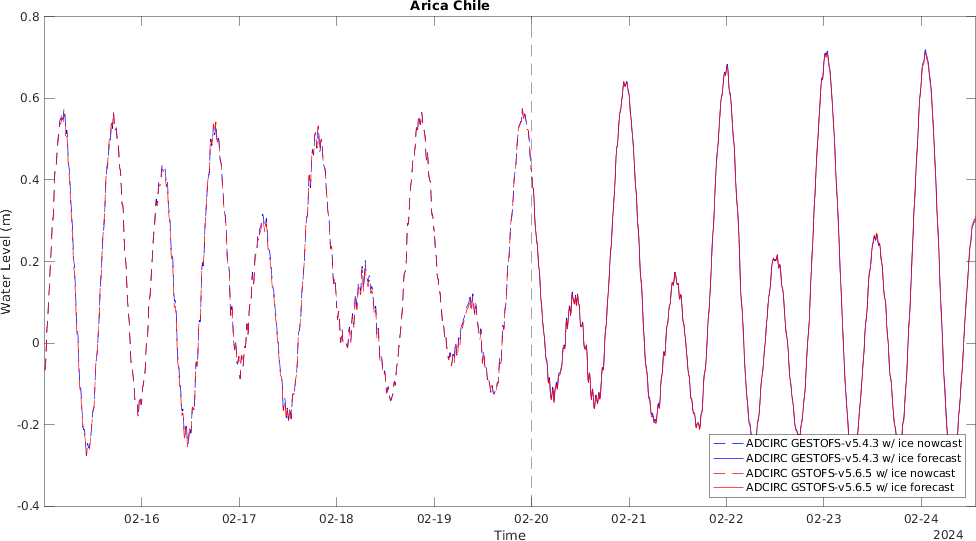 Arica Chile
Water Level (m)
0.8
0.6
0.4
0.2
0
-0.2
-0.4
ADCIRC GESTOFS-v5.4.3 w/ ice nowcast
ADCIRC GESTOFS-v5.4.3 w/ ice forecast
ADCIRC GSTOFS-v5.6.5 w/ ice nowcast
ADCIRC GSTOFS-v5.6.5 w/ ice forecast
02-16 02-17 02-18 02-19 02-20 02-21 02-22 02-23 02-24
Time
2024